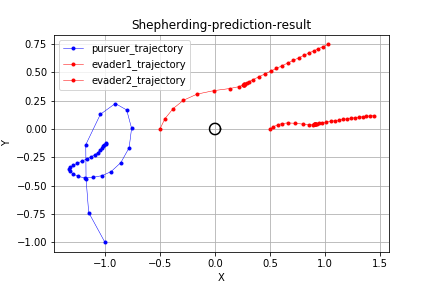 Shepherding-prediction-result
pursuer_trajectory
evader1_trajectory
evader2_trajectory
Y
0.75
0.50
0.25
0.00
−0.25
−0.50
−0.75
−1.00
−1.0
−0.5
0.0
0.5
1.0
1.5
X